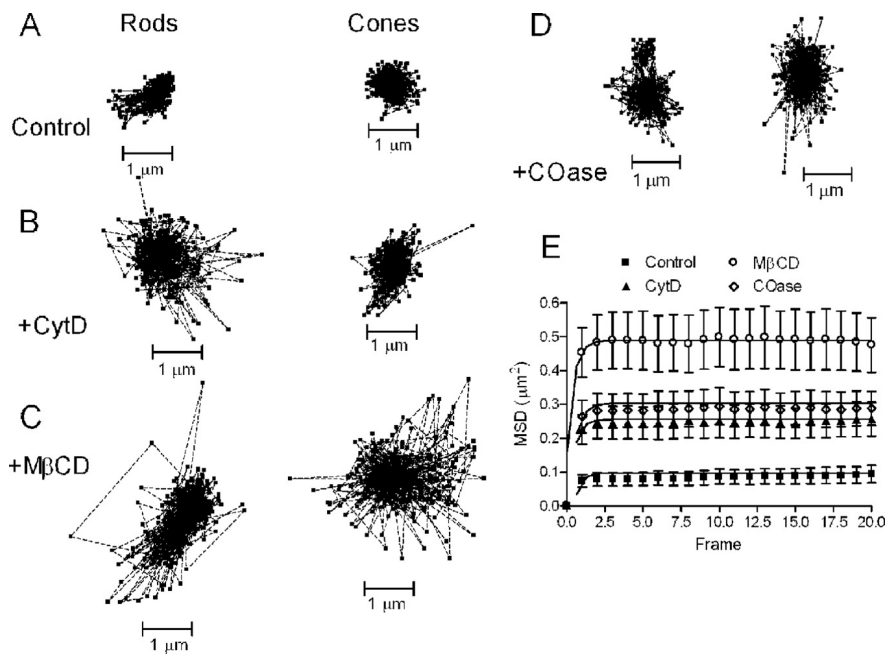 A
Rods
Cones
Control
1 μm
1 μm
B
+CytD
1 μm
1 μm
C
+MβCD
1 μm
1 μm
D
+COase
1 μm
1 μm
E
Control
MβCD
CytD
COase
MSD (μm²)
0.6
0.5
0.4
0.3
0.2
0.1
0.0
0.0 2.5 5.0 7.5 10.0 12.5 15.0 17.5 20.0
Frame